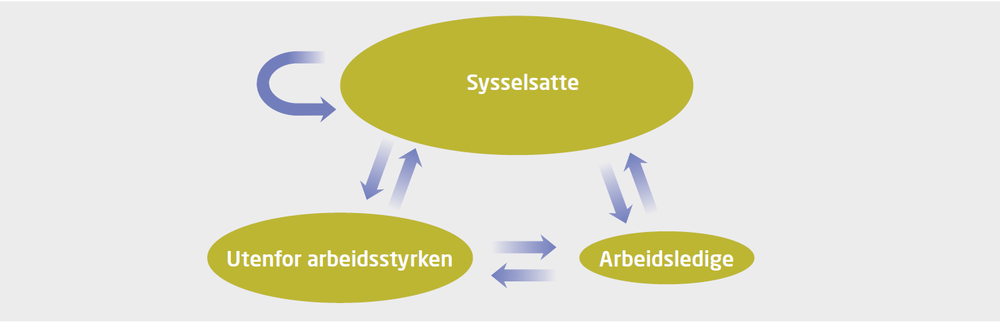 Sysselsatte
Utenfor arbeidsstyrken
Arbeidsledige